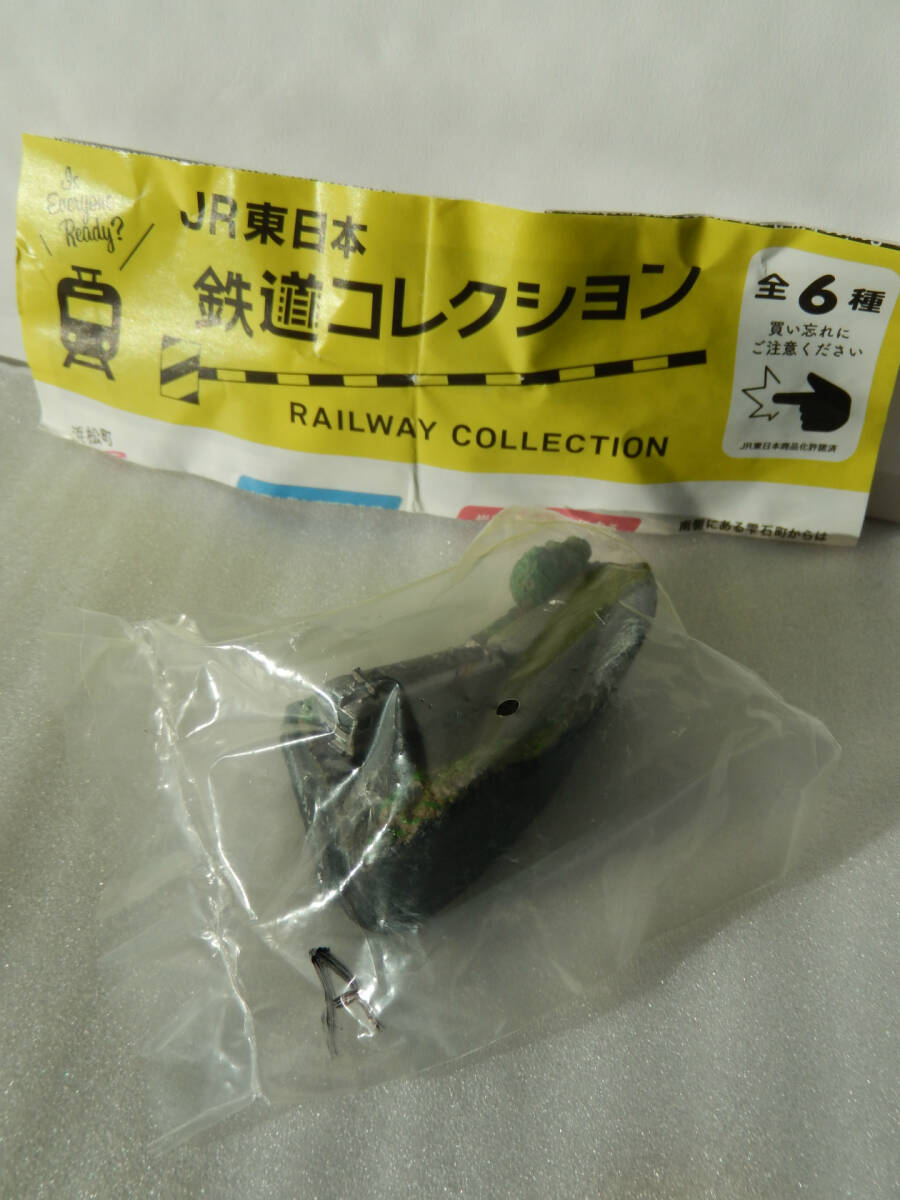 Is
Everyone
Ready?
JR東日本
鉄道コレクション
RAILWAY COLLECTION
全6種
買い忘れに
ご注意ください
JR東日本商品化許諾済
浜松町
南部にある雫石町からは